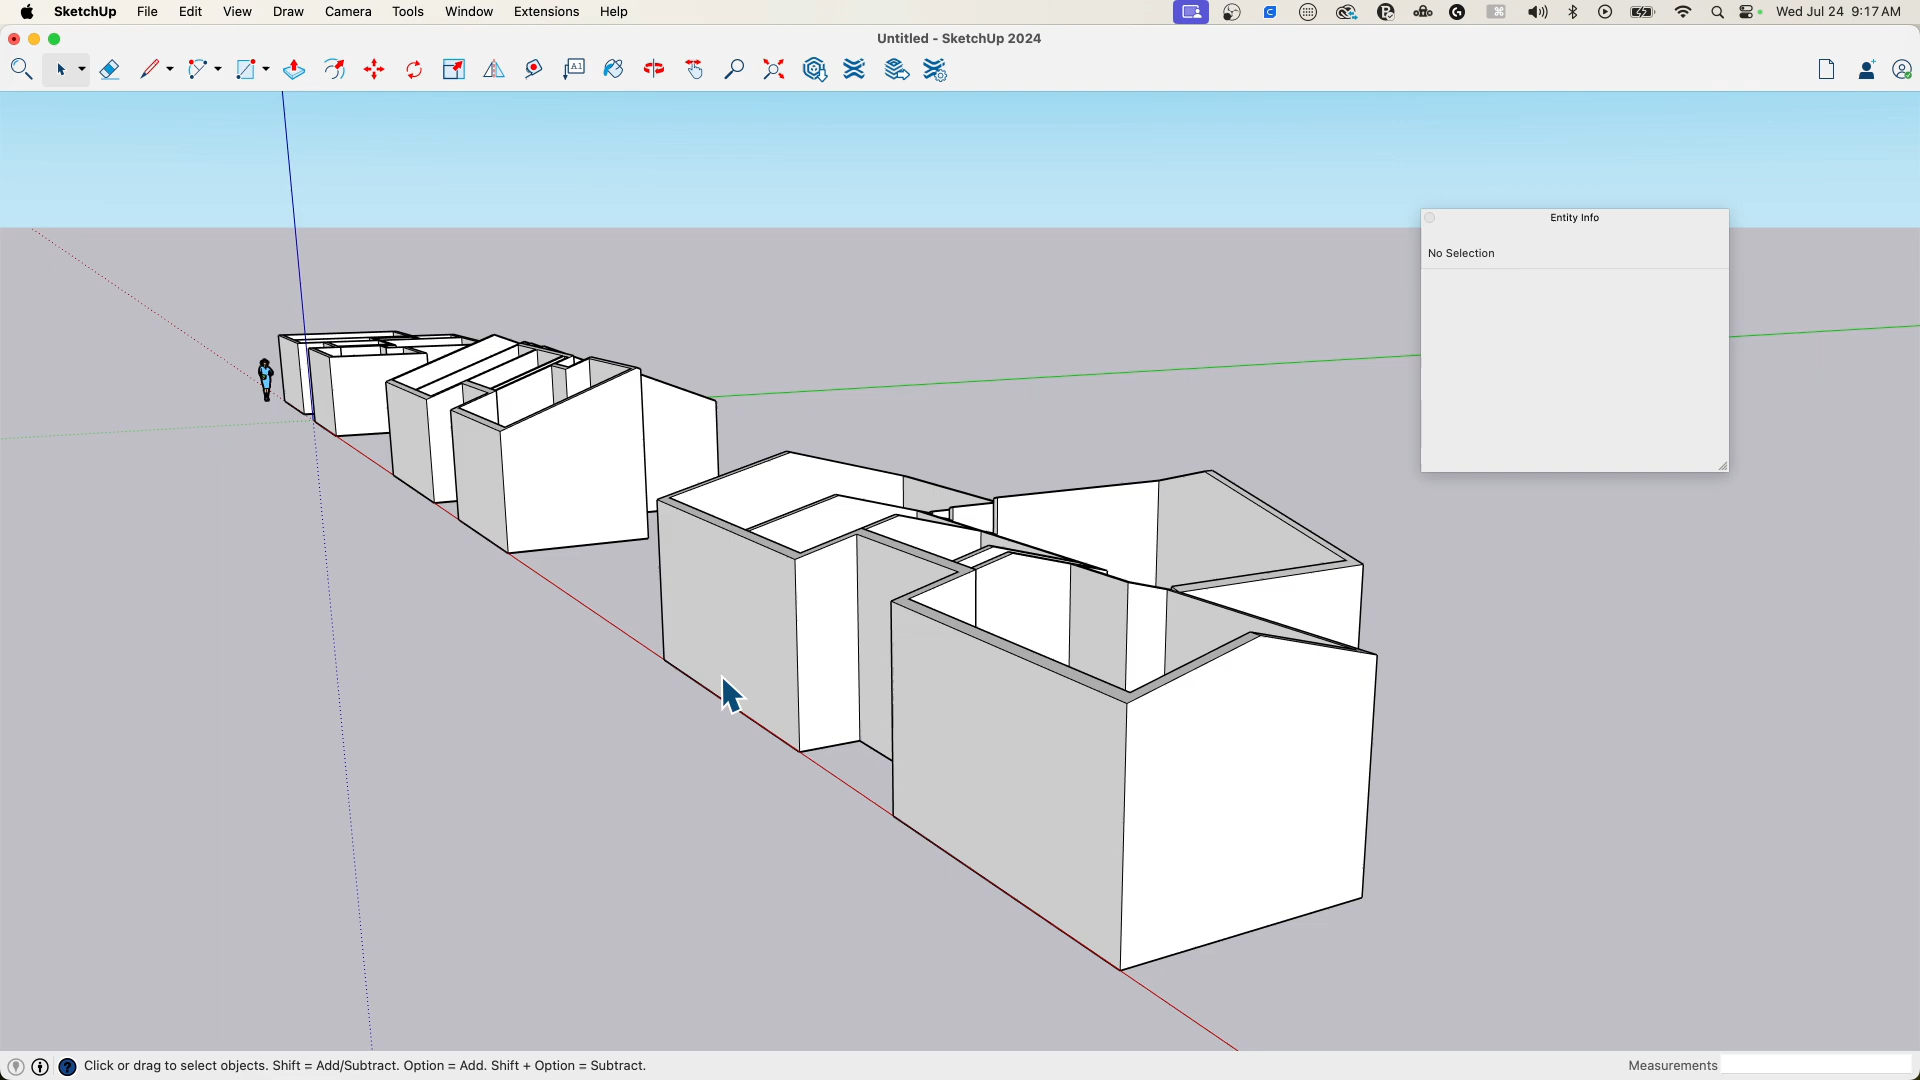 SketchUp File Edit View Draw Camera Tools Window Extensions Help Wed Jul 24 9:17 AM
Untitled - SketchUp 2024
A1
Entity Info
No Selection
Click or drag to select objects. Shift = Add/Subtract. Option = Add. Shift + Option = Subtract. Measurements